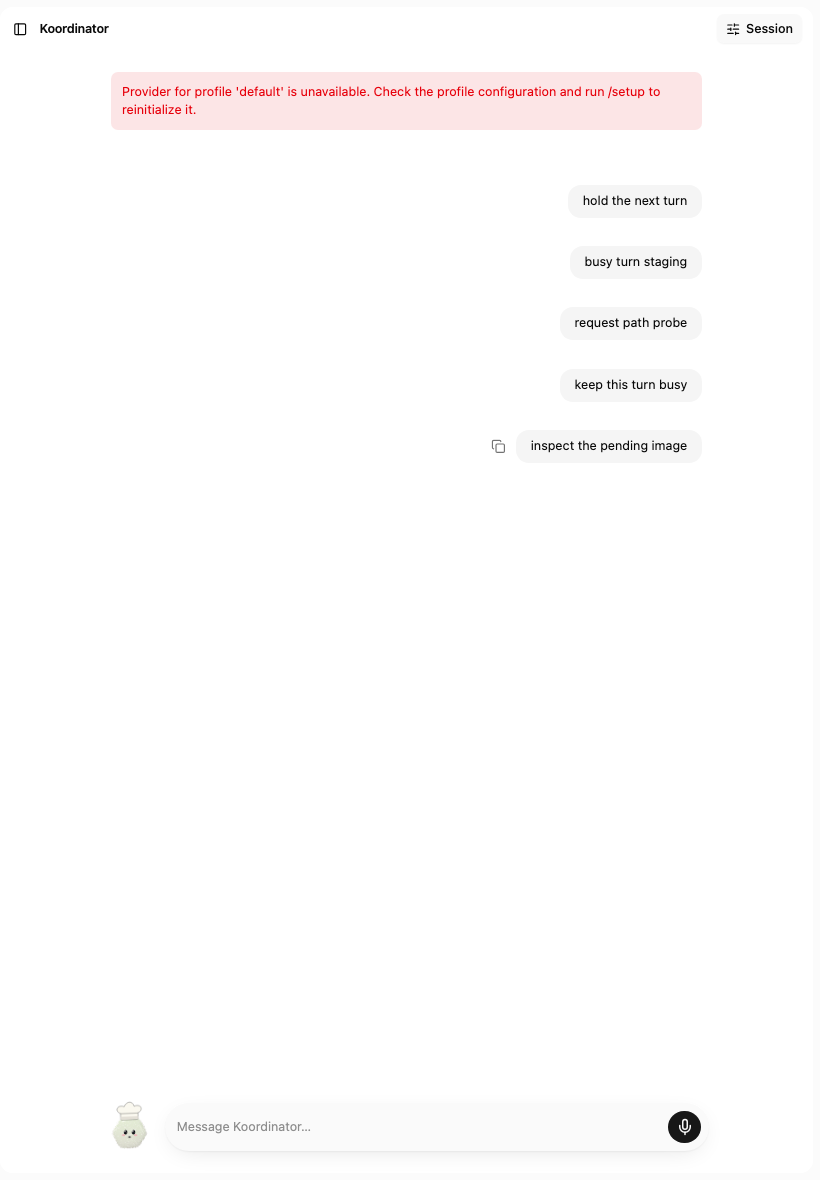 Koordinator
Session
Provider for profile 'default' is unavailable. Check the profile configuration and run /setup to
reinitialize it.
hold the next turn
busy turn staging
request path probe
keep this turn busy
inspect the pending image
Message Koordinator...